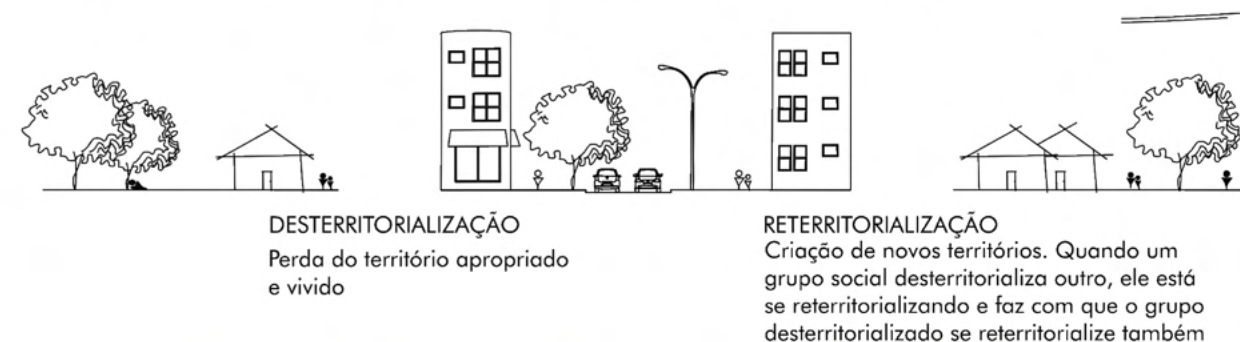 DESTERRITORIALIZAÇÃO
Perda do território apropriado
e vivido
RETERRITORIALIZAÇÃO
Criação de novos territórios. Quando um
grupo social desterritorializa outro, ele está
se reterritorializando e faz com que o grupo
desterritorializado se reterritorialize também